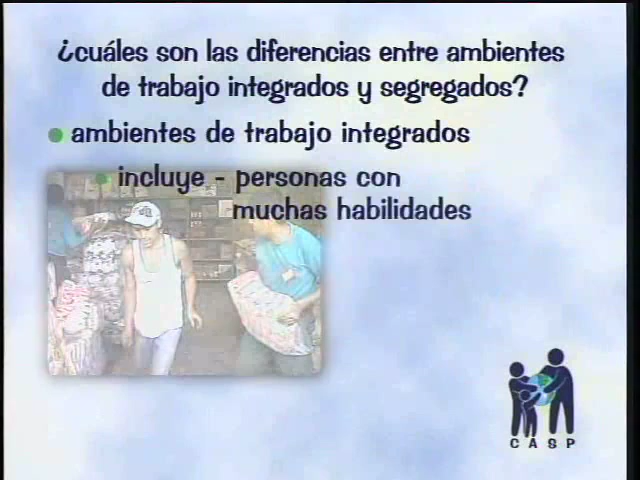 ¿cuáles son las diferencias entre ambientes
de trabajo integrados y segregados?
ambientes de trabajo integrados
incluye - personas con
muchas habilidades
CASP